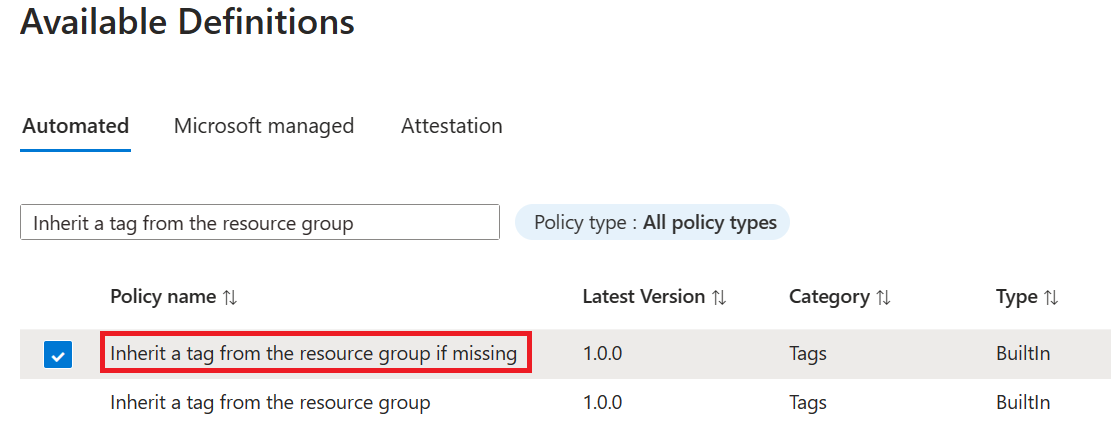 Available Definitions
Automated Microsoft managed Attestation
Inherit a tag from the resource group Policy type : All policy types
Policy name Latest Version Category Type
Inherit a tag from the resource group if missing 1.0.0 Tags BuiltIn
Inherit a tag from the resource group 1.0.0 Tags BuiltIn